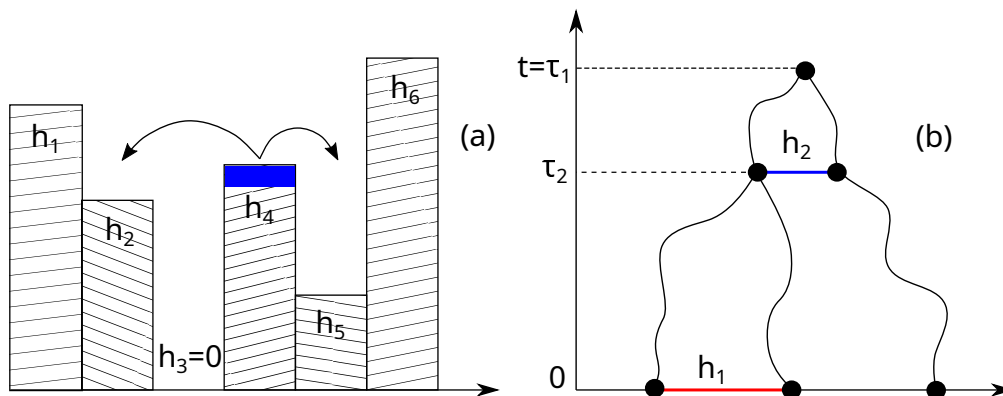 h₁
h₂
h₃=0
h₄
h₅
h₆
(a)
t=τ₁
τ₂
0
h₂
h₁
(b)